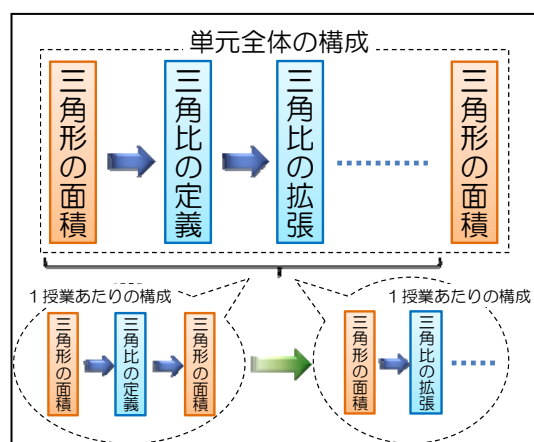 単元全体の構成
三角形の面積
三角比の定義
三角比の拡張
三角形の面積
1授業あたりの構成
三角形の面積
三角比の定義
三角形の面積
1授業あたりの構成
三角形の面積
三角比の拡張